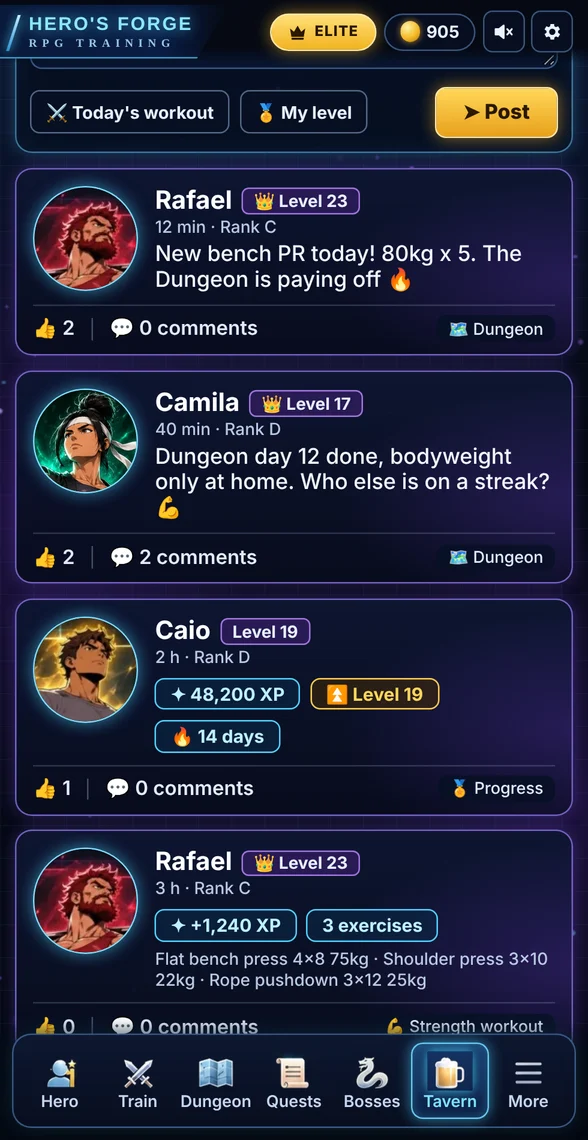 HERO'S FORGE
RPG TRAINING
ELITE
905
⚔️ Today's workout
🏅 My level
➤ Post
Rafael 👑 Level 23
12 min · Rank C
New bench PR today! 80kg x 5. The
Dungeon is paying off 🔥
👍 2 💬 0 comments 🗺️ Dungeon
Camila 👑 Level 17
40 min · Rank D
Dungeon day 12 done, bodyweight
only at home. Who else is on a streak?
💪
👍 2 💬 2 comments 🗺️ Dungeon
Caio Level 19
2 h · Rank D
✦ 48,200 XP ⏫ Level 19
🔥 14 days
👍 1 💬 0 comments 🏅 Progress
Rafael 👑 Level 23
3 h · Rank C
✦ +1,240 XP 3 exercises
Flat bench press 4×8 75kg · Shoulder press 3×10
22kg · Rope pushdown 3×12 25kg
👍 0 💬 0 comments 💪 Strength workout
Hero Train Dungeon Quests Bosses Tavern More